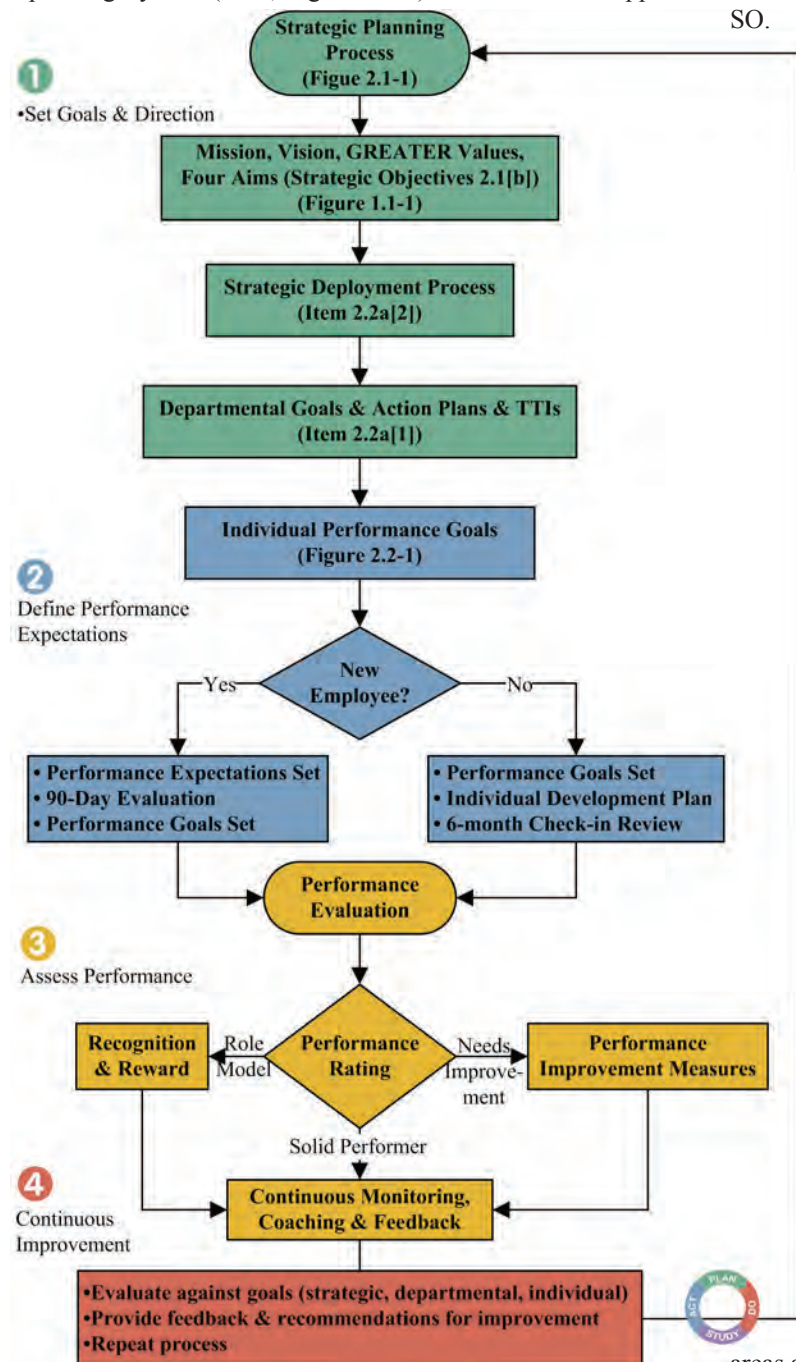 SO.
Strategic Planning
Process
(Figue 2.1-1)
1
•Set Goals & Direction
Mission, Vision, GREATER Values,
Four Aims (Strategic Objectives 2.1[b])
(Figure 1.1-1)
Strategic Deployment Process
(Item 2.2a[2])
Departmental Goals & Action Plans & TTIs
(Item 2.2a[1])
Individual Performance Goals
(Figure 2.2-1)
2
Define Performance
Expectations
New
Employee?
Yes
No
• Performance Expectations Set
• 90-Day Evaluation
• Performance Goals Set
• Performance Goals Set
• Individual Development Plan
• 6-month Check-in Review
Performance
Evaluation
3
Assess Performance
Recognition
& Reward
Role
Model
Performance
Rating
Needs
Improve-
ment
Performance
Improvement Measures
Solid Performer
4
Continuous
Improvement
Continuous Monitoring,
Coaching & Feedback
•Evaluate against goals (strategic, departmental, individual)
•Provide feedback & recommendations for improvement
•Repeat process
PLAN
DO
STUDY
ACT